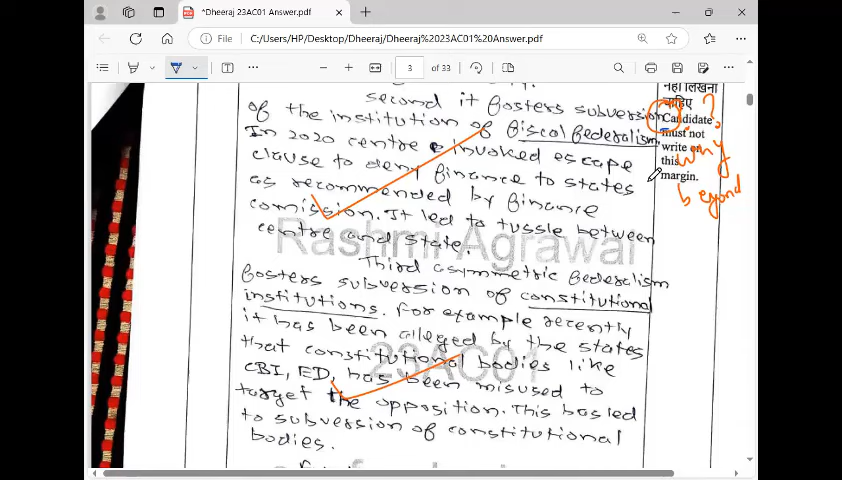 *Dheeraj 23AC01 Answer.pdf
File
C:/Users/HP/Desktop/Dheeraj/Dheeraj%2023AC01%20Answer.pdf
3 of 33
second it fosters subversion
of the institution of fiscal federalism.
In 2020 centre invoked escape
clause to deny finance to states
as recommended by finance
comission. It led to tussle between
centre and state.
Third asymmetric federalism
fosters subversion of constitutional
institutions. For example recently
it has been alleged by the states
that constitutional bodies like
CBI, ED, has been misused to
target the opposition. This has led
to subversion of constitutional
bodies.
नहीं लिखना
चाहिए
Candidate
must not
write on
this
margin.
?
why
beyond
Rashmi Agrawal
23AC01